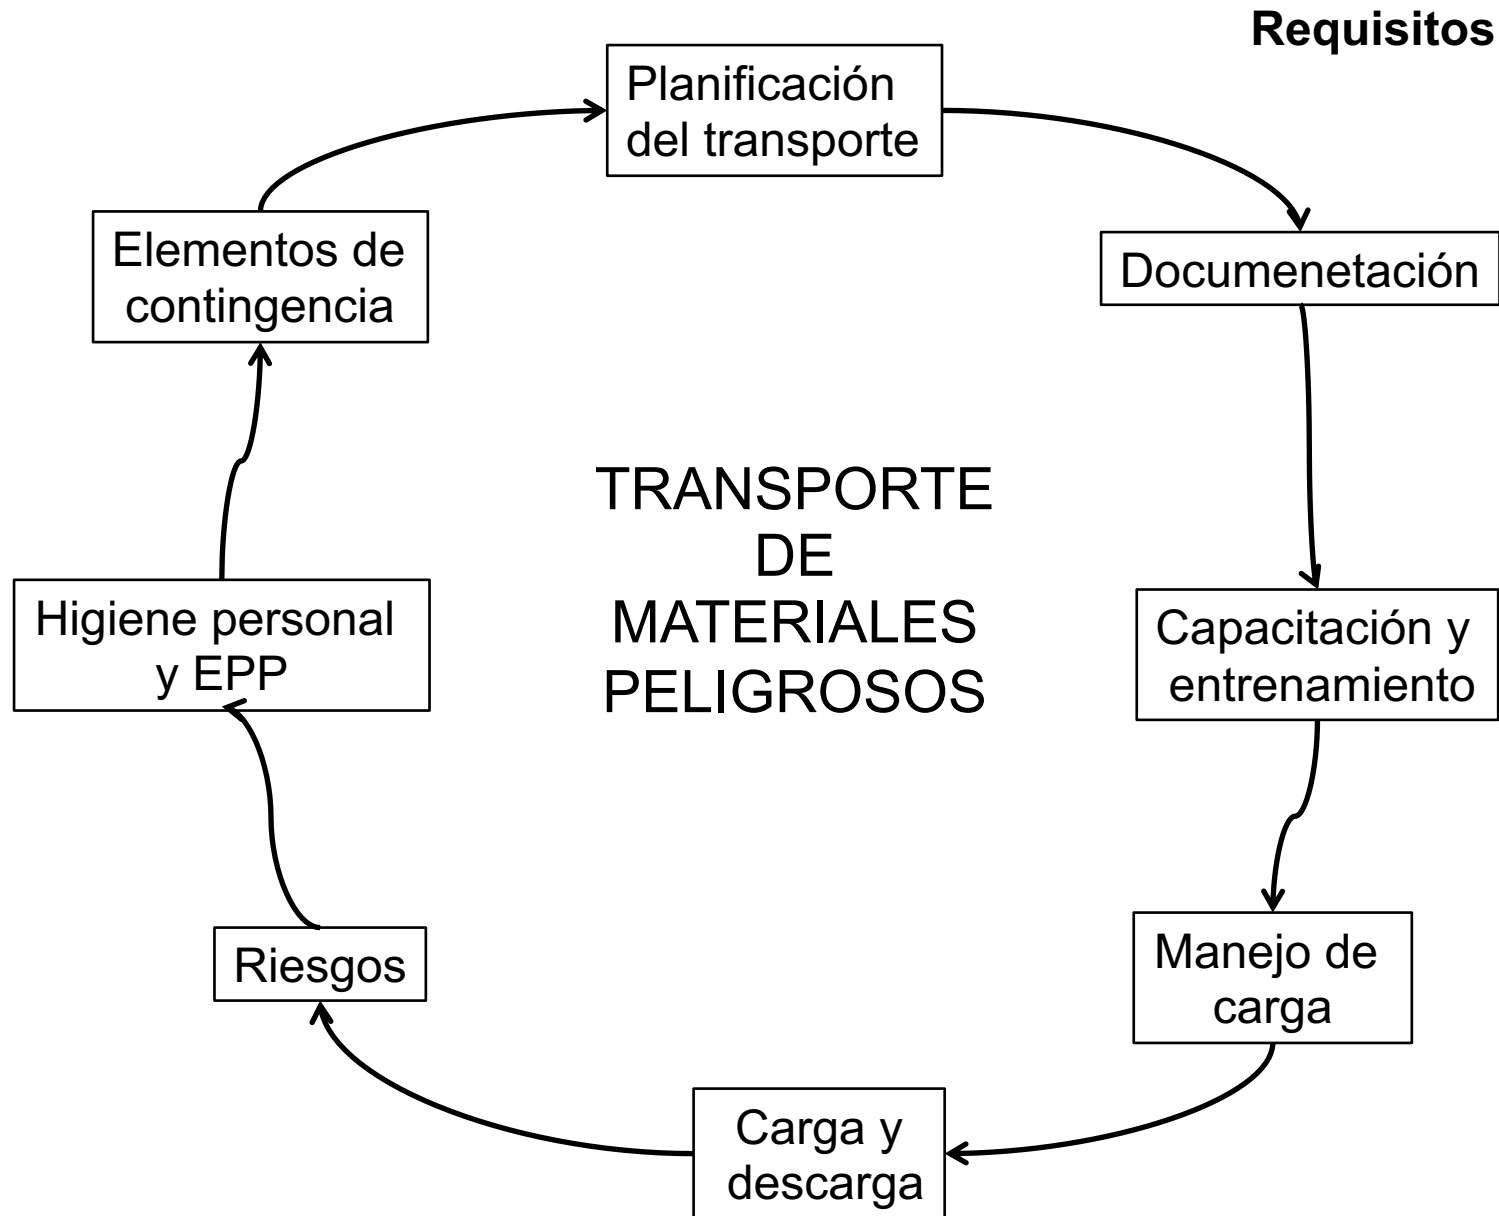 Requisitos
Planificación
del transporte
Documenetación
Capacitación y
entrenamiento
Manejo de
carga
Carga y
descarga
Riesgos
Higiene personal
y EPP
Elementos de
contingencia
TRANSPORTE
DE
MATERIALES
PELIGROSOS